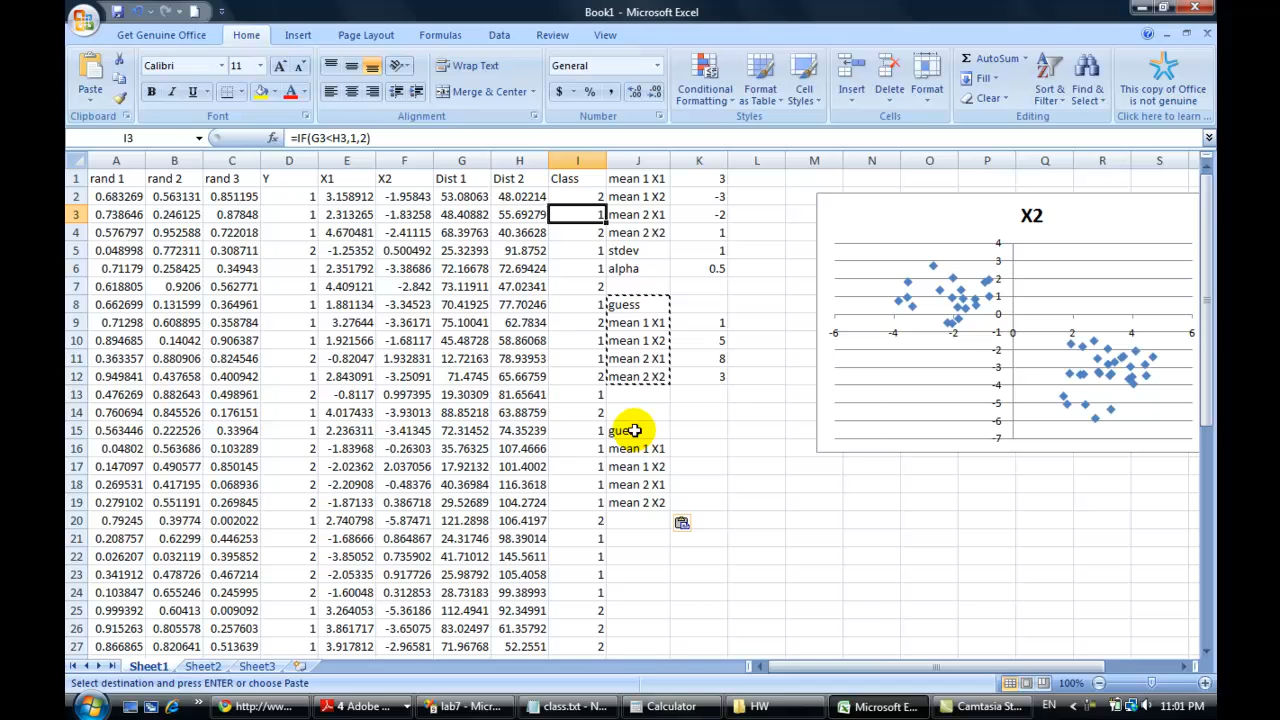 Book1 - Microsoft Excel
Get Genuine Office Home Insert Page Layout Formulas Data Review View
Paste Calibri 11 A A Wrap Text General Conditional Formatting Format as Table Cell Styles Insert Delete Format AutoSum Fill Clear Sort & Filter Find & Select This copy of Office is not genuine
B I U A Merge & Center $ % ,
Clipboard Font Alignment Number Styles Cells Editing Click here to learn ...
I3 fx =IF(G3<H3,1,2)
A B C D E F G H I J K L M N O P Q R S
1 rand 1 rand 2 rand 3 Y X1 X2 Dist 1 Dist 2 Class mean 1 X1 3
2 0.683269 0.563131 0.851195 1 3.158912 -1.95843 53.08063 48.02214 2 mean 1 X2 -3
3 0.738646 0.246125 0.87848 1 2.313265 -1.83258 48.40882 55.69279 1 mean 2 X1 -2
4 0.576797 0.952588 0.722018 1 4.670481 -2.41115 68.39763 40.36628 2 mean 2 X2 1
5 0.048998 0.772311 0.308711 2 -1.25352 0.500492 25.32393 91.8752 1 stdev 1
6 0.71179 0.258425 0.34943 1 2.351792 -3.38686 72.16678 72.69424 1 alpha 0.5
7 0.618805 0.9206 0.562771 1 4.409121 -2.842 73.11911 47.02341 2
8 0.662699 0.131599 0.364961 1 1.881134 -3.34523 70.41925 77.70246 1 guess
9 0.71298 0.608895 0.358784 1 3.27644 -3.36171 75.10041 62.7834 2 mean 1 X1 1
10 0.894685 0.14042 0.906387 1 1.921566 -1.68117 45.48728 58.86068 1 mean 1 X2 5
11 0.363357 0.880906 0.824546 2 -0.82047 1.932831 12.72163 78.93953 1 mean 2 X1 8
12 0.949841 0.437658 0.400942 1 2.843091 -3.25091 71.4745 65.66759 2 mean 2 X2 3
13 0.476269 0.882643 0.498961 2 -0.8117 0.997395 19.30309 81.65641 1
14 0.760694 0.845526 0.176151 1 4.017433 -3.93013 88.85218 63.88759 2
15 0.563446 0.222526 0.33964 1 2.236311 -3.41345 72.31452 74.35239 1
16 0.04802 0.563686 0.103289 2 -1.83968 -0.26303 35.76325 107.4666 1 mean 1 X1
17 0.147097 0.490577 0.850145 2 -2.02362 2.037056 17.92132 101.4002 1 mean 1 X2
18 0.269531 0.417195 0.068936 2 -2.20908 -0.48376 40.26984 116.3618 1 mean 2 X1
19 0.279102 0.551191 0.269845 2 -1.87133 0.386718 29.52689 104.2724 1 mean 2 X2
20 0.79245 0.39774 0.002022 1 2.740798 -5.87471 121.2898 106.4197 2
21 0.208757 0.62299 0.446253 2 -1.68666 0.864867 24.31746 98.39014 1
22 0.026207 0.032119 0.395852 2 -3.85052 0.735902 41.71012 145.5611 1
23 0.341912 0.478726 0.467214 2 -2.05335 0.917726 25.98792 105.4058 1
24 0.103847 0.655246 0.245995 2 -1.60048 0.312853 28.73183 99.38993 1
25 0.999392 0.60413 0.009092 1 3.264053 -5.36186 112.4941 92.34991 2
26 0.915263 0.805578 0.257603 1 3.861717 -3.65075 83.02497 61.35792 2
27 0.866865 0.820641 0.513639 1 3.917812 -2.96581 71.96768 52.2551 2
X2
4
3
2
1
0
-1
-2
-3
-4
-5
-6
-7
-6 -4 -2 0 2 4 6
Sheet1 Sheet2 Sheet3
Select destination and press ENTER or choose Paste 100%
http://ww... 4 Adobe ... lab7 - Micr... class.txt - N... Calculator HW Microsoft E... Camtasia St... EN 11:01 PM